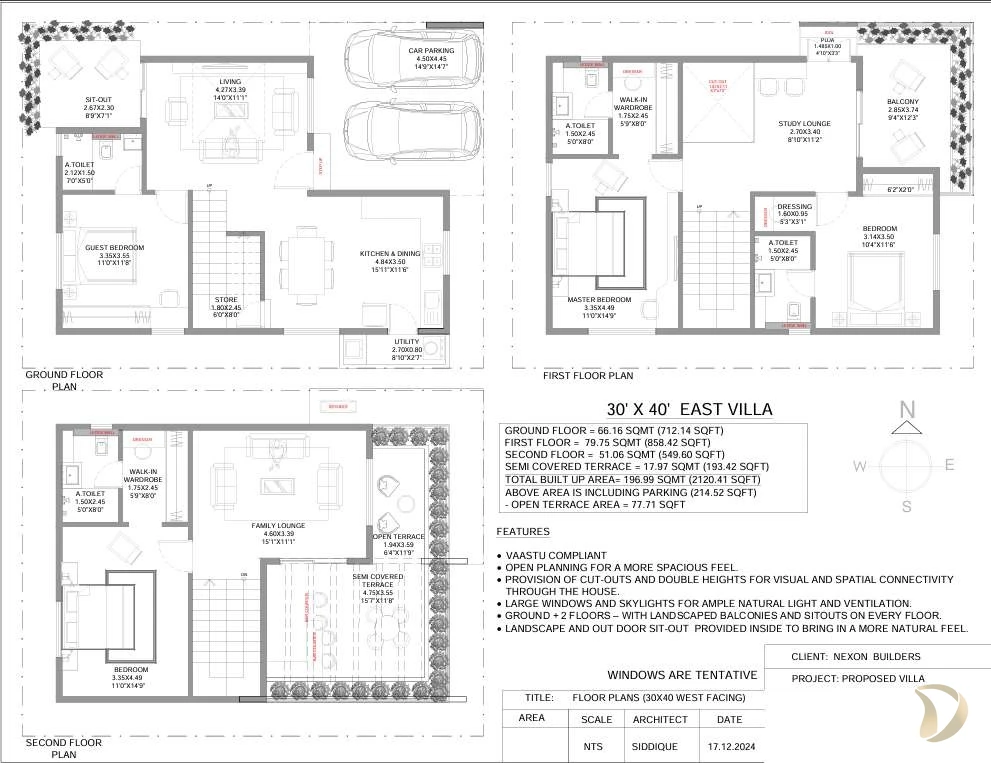 CAR PARKING
4.50X4.45
14'9"X14'7"
LIVING
4.27X3.39
14'0"X11'1"
SIT-OUT
2.67X2.30
8'9"X7'1"
A.TOILET
2.12X1.50
7'0"X5'0"
UP
GUEST BEDROOM
3.35X3.55
11'0"X11'8"
KITCHEN & DINING
4.84X3.50
15'11"X11'6"
STORE
1.80X2.45
6'0"X8'0"
UTILITY
2.70X0.80
8'10"X2'7"
GROUND FLOOR
PLAN
PUJA
1.485X1.00
4'10"X3'3"
DRESSER
WALK-IN
WARDROBE
1.75X2.45
5'9"X8'0"
A.TOILET
1.50X2.45
5'0"X8'0"
CUT-OUT
STUDY LOUNGE
2.70X3.40
8'10"X11'2"
BALCONY
2.85X3.74
9'4"X12'3"
6'2"X2'0"
UP
DRESSING
1.60X0.95
5'3"X3'1"
DRESSER
A.TOILET
1.50X2.45
5'0"X8'0"
BEDROOM
3.14X3.50
10'4"X11'6"
MASTER BEDROOM
3.35X4.49
11'0"X14'9"
FIRST FLOOR PLAN
DRESSER
WALK-IN
WARDROBE
1.75X2.45
5'9"X8'0"
A.TOILET
1.50X2.45
5'0"X8'0"
FAMILY LOUNGE
4.60X3.39
15'1"X11'1"
OPEN TERRACE
1.94X3.59
6'4"X11'9"
DN
SEMI COVERED
TERRACE
4.75X3.55
15'7"X11'8"
BAR COUNTER
BEDROOM
3.35X4.49
11'0"X14'9"
SECOND FLOOR
PLAN
30' X 40' EAST VILLA
GROUND FLOOR = 66.16 SQMT (712.14 SQFT)
FIRST FLOOR = 79.75 SQMT (858.42 SQFT)
SECOND FLOOR = 51.06 SQMT (549.60 SQFT)
SEMI COVERED TERRACE = 17.97 SQMT (193.42 SQFT)
TOTAL BUILT UP AREA= 196.99 SQMT (2120.41 SQFT)
ABOVE AREA IS INCLUDING PARKING (214.52 SQFT)
- OPEN TERRACE AREA = 77.71 SQFT
N
W E
S
FEATURES
• VAASTU COMPLIANT
• OPEN PLANNING FOR A MORE SPACIOUS FEEL.
• PROVISION OF CUT-OUTS AND DOUBLE HEIGHTS FOR VISUAL AND SPATIAL CONNECTIVITY
THROUGH THE HOUSE.
• LARGE WINDOWS AND SKYLIGHTS FOR AMPLE NATURAL LIGHT AND VENTILATION.
• GROUND + 2 FLOORS – WITH LANDSCAPED BALCONIES AND SITOUTS ON EVERY FLOOR.
• LANDSCAPE AND OUT DOOR SIT-OUT PROVIDED INSIDE TO BRING IN A MORE NATURAL FEEL.
WINDOWS ARE TENTATIVE
CLIENT: NEXON BUILDERS
PROJECT: PROPOSED VILLA
TITLE: FLOOR PLANS (30X40 WEST FACING)
AREA SCALE ARCHITECT DATE
NTS SIDDIQUE 17.12.2024